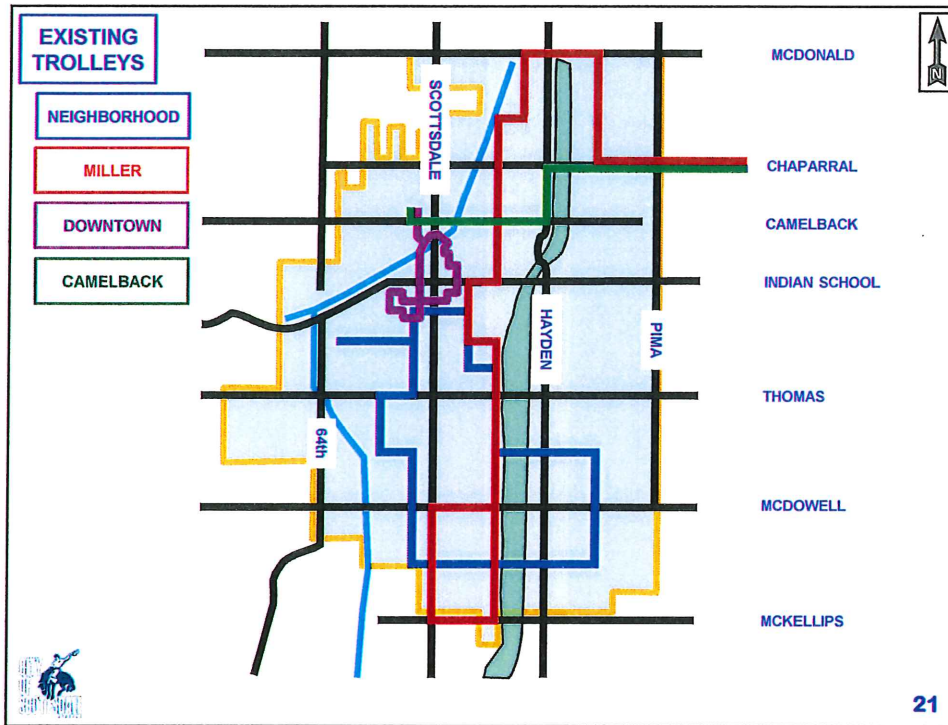 EXISTING
TROLLEYS
NEIGHBORHOOD
MILLER
DOWNTOWN
CAMELBACK
SCOTTSDALE
HAYDEN
PIMA
64th
N
MCDONALD
CHAPARRAL
CAMELBACK
INDIAN SCHOOL
THOMAS
MCDOWELL
MCKELLIPS
21